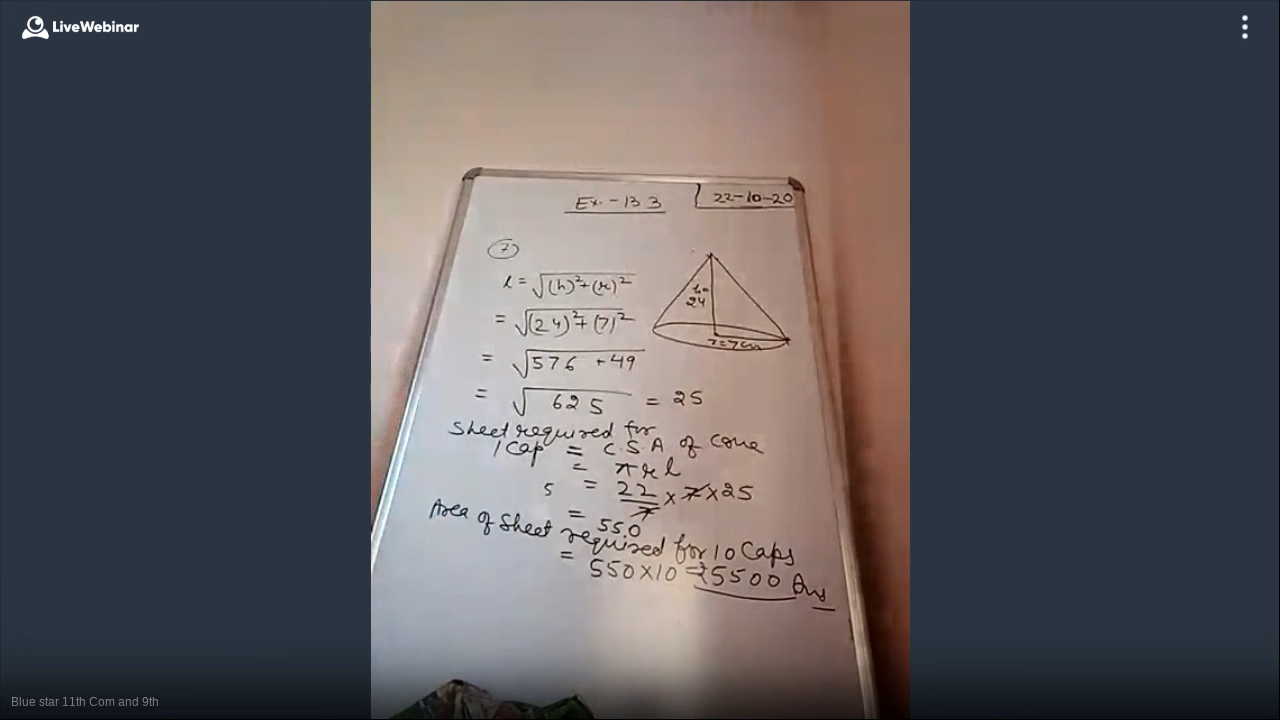 LiveWebinar
Ex. - 13 3
22-10-20
7
l = √(h)²+(r)²
= √(24)²+(7)²
= √576 + 49
= √625 = 25
h=
24
r=7cm
Sheet required for
1 Cap = C.S.A of Cone
= πrl
5 = 22/7 × 7 × 25
= 550
Area of Sheet required for 10 Caps
= 550×10 = 5500 Ans
Blue star 11th Com and 9th